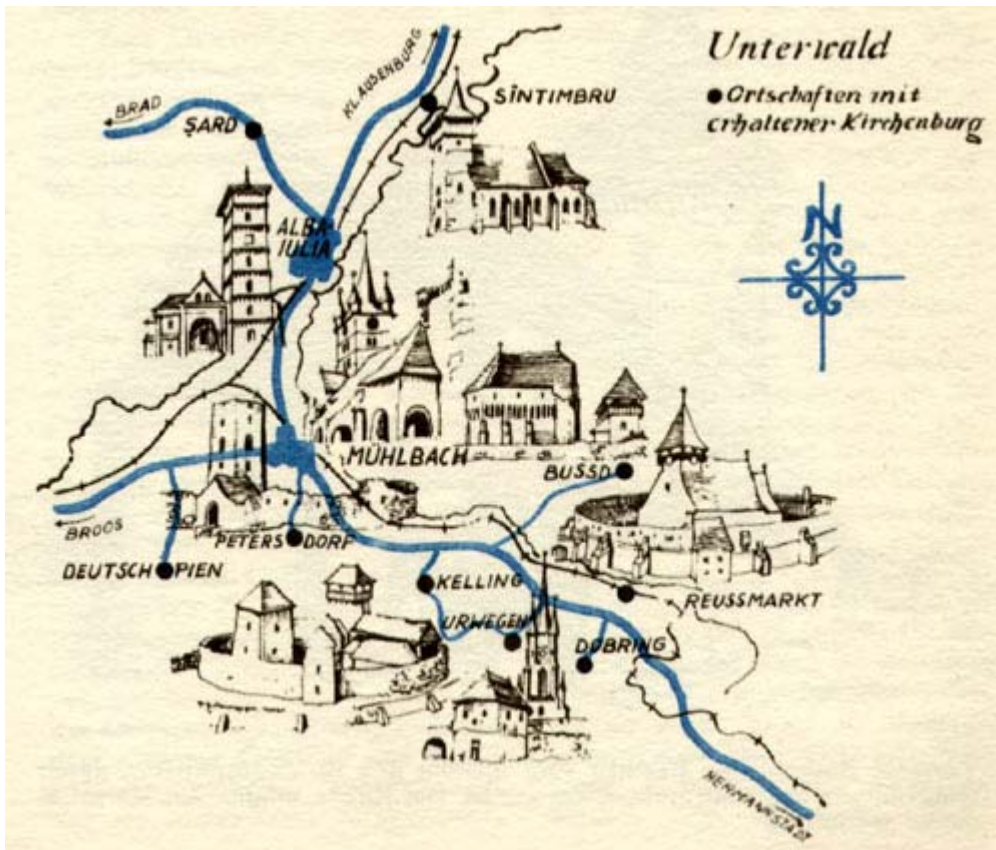 Unterwald
● Ortschaften mit
erhaltener Kirchenburg
BRAD
KLAUSENBURG
ŞARD
SÎNTIMBRU
N
ALBA-
IULIA
MÜHLBACH
BUSSD
BROOS
PETERSDORF
DEUTSCHPIEN
KELLING
REUSSMARKT
URWEGEN
DOBRING
HERMANNSTADT